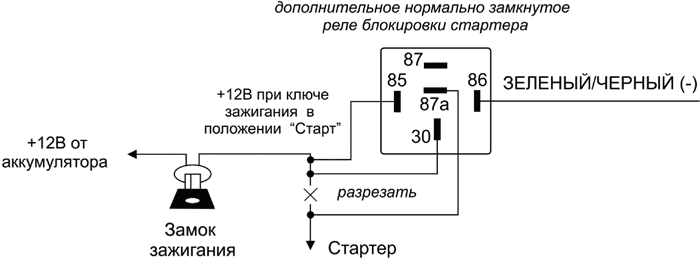 дополнительное нормально замкнутое
реле блокировки стартера
87
85
86
87а
30
ЗЕЛЕНЫЙ/ЧЕРНЫЙ (-)
+12В при ключе
зажигания в
положении "Старт"
+12В от
аккумулятора
разрезать
Замок
зажигания
Стартер